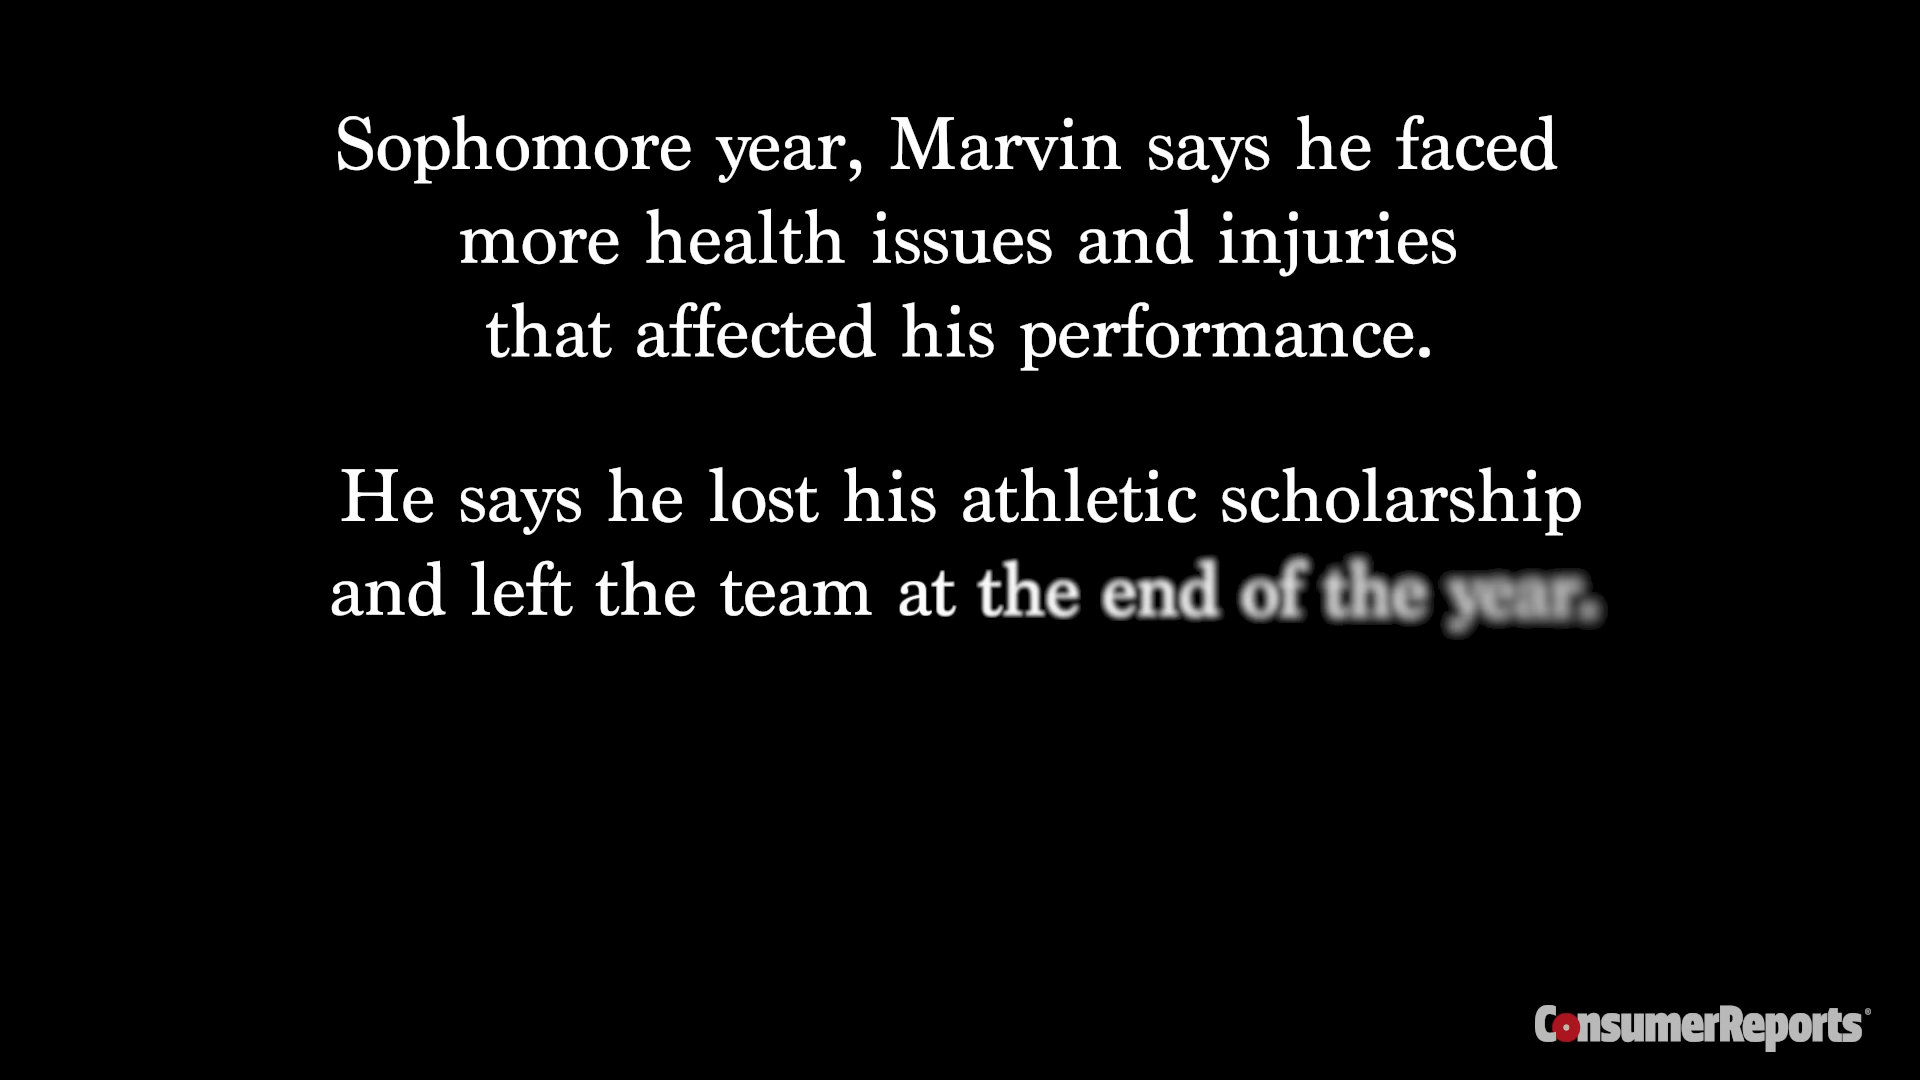 Sophomore year, Marvin says he faced
more health issues and injuries
that affected his performance.
He says he lost his athletic scholarship
and left the team at the end of the year.
ConsumerReports®